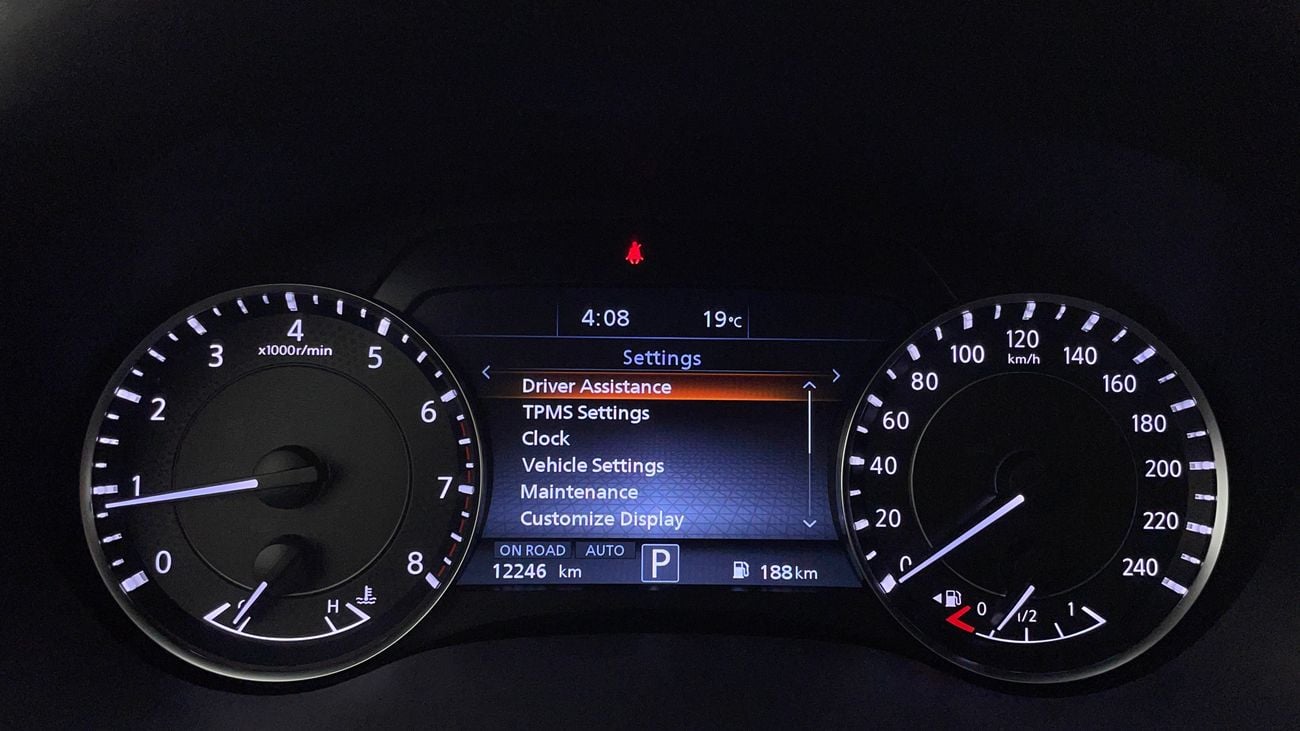 4:08 19°C
Settings
Driver Assistance
TPMS Settings
Clock
Vehicle Settings
Maintenance
Customize Display
ON ROAD AUTO
12246 km P 188km
0 1 2 3 4 5 6 7 8
x1000r/min
H
0 20 40 60 80 100 120 140 160 180 200 220 240
km/h
0 1/2 1